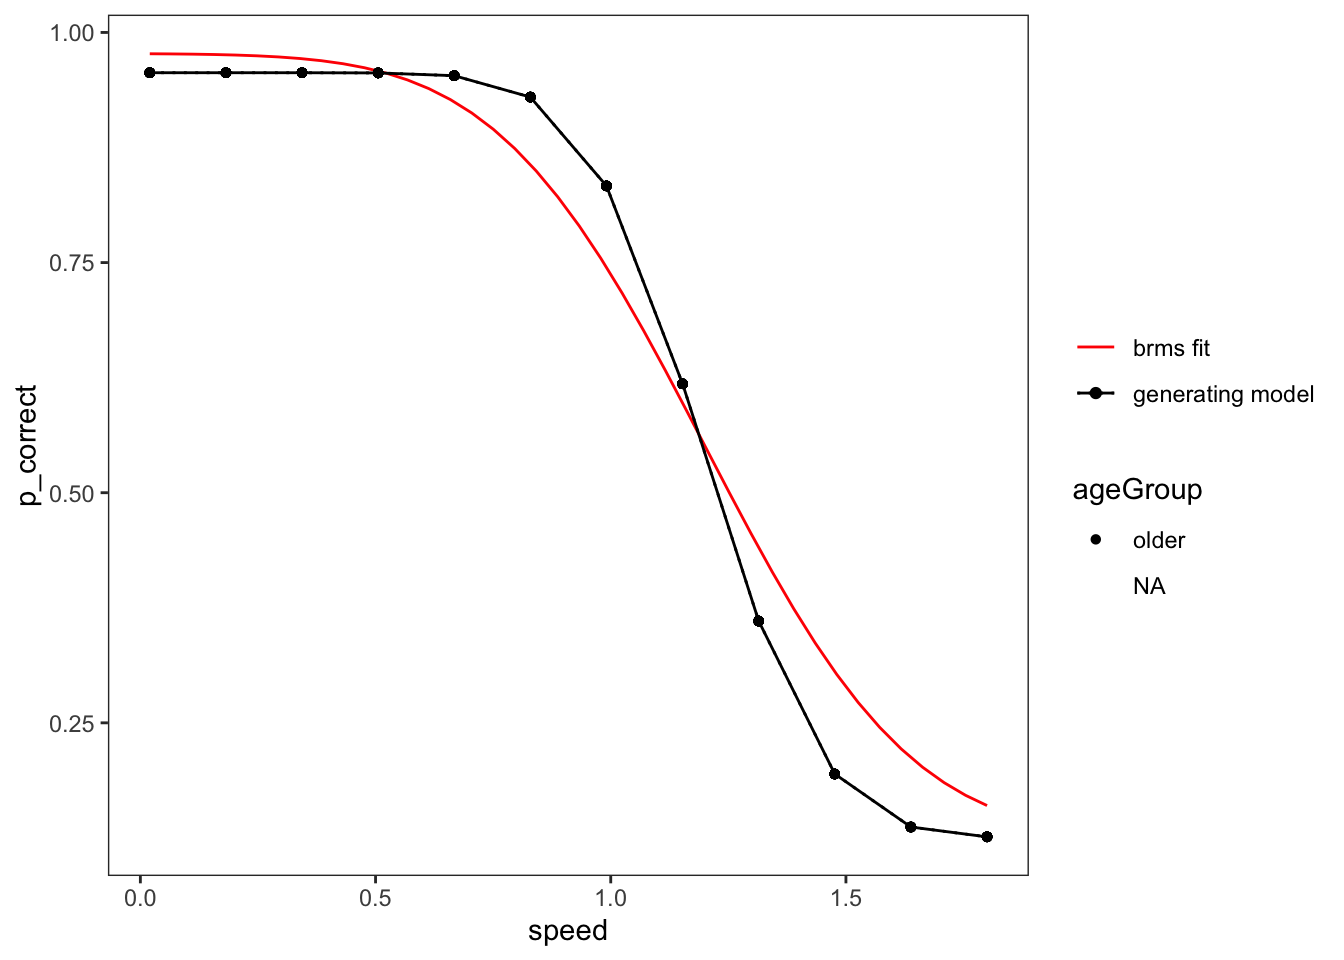 1.00
0.75
0.50
0.25
p_correct
0.0
0.5
1.0
1.5
speed
brms fit
generating model
ageGroup
older
NA